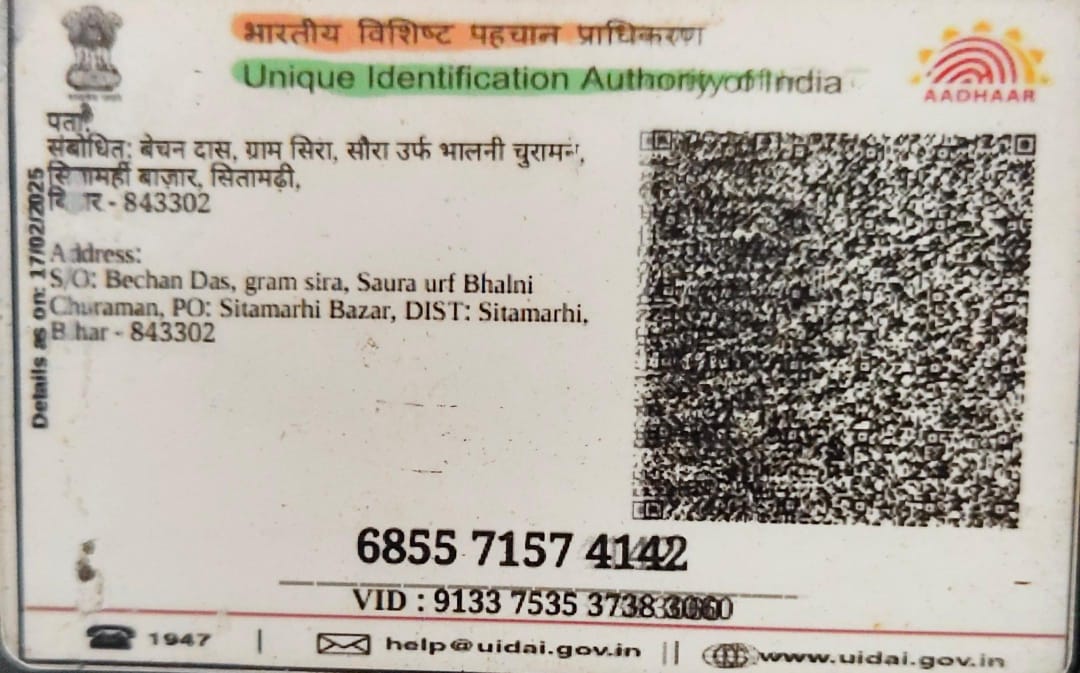 भारतीय विशिष्ट पहचान प्राधिकरण
Unique Identification Authority of India
AADHAAR
पता:
संबोधित: बेचन दास, ग्राम सिरा, सौरा उर्फ भालनी
बाज़ार, सितामढ़ी,
- 843302
Address:
S/O: Bechan Das, gram sira, Saura urf Bhalni
Churaman, PO: Sitamarhi Bazar, DIST: Sitamarhi,
Bihar - 843302
Details as on: 17/02/2025
6855 7157
VID : 9133 7535 3738
1947 | help@uidai.gov.in || www.uidai.gov.in